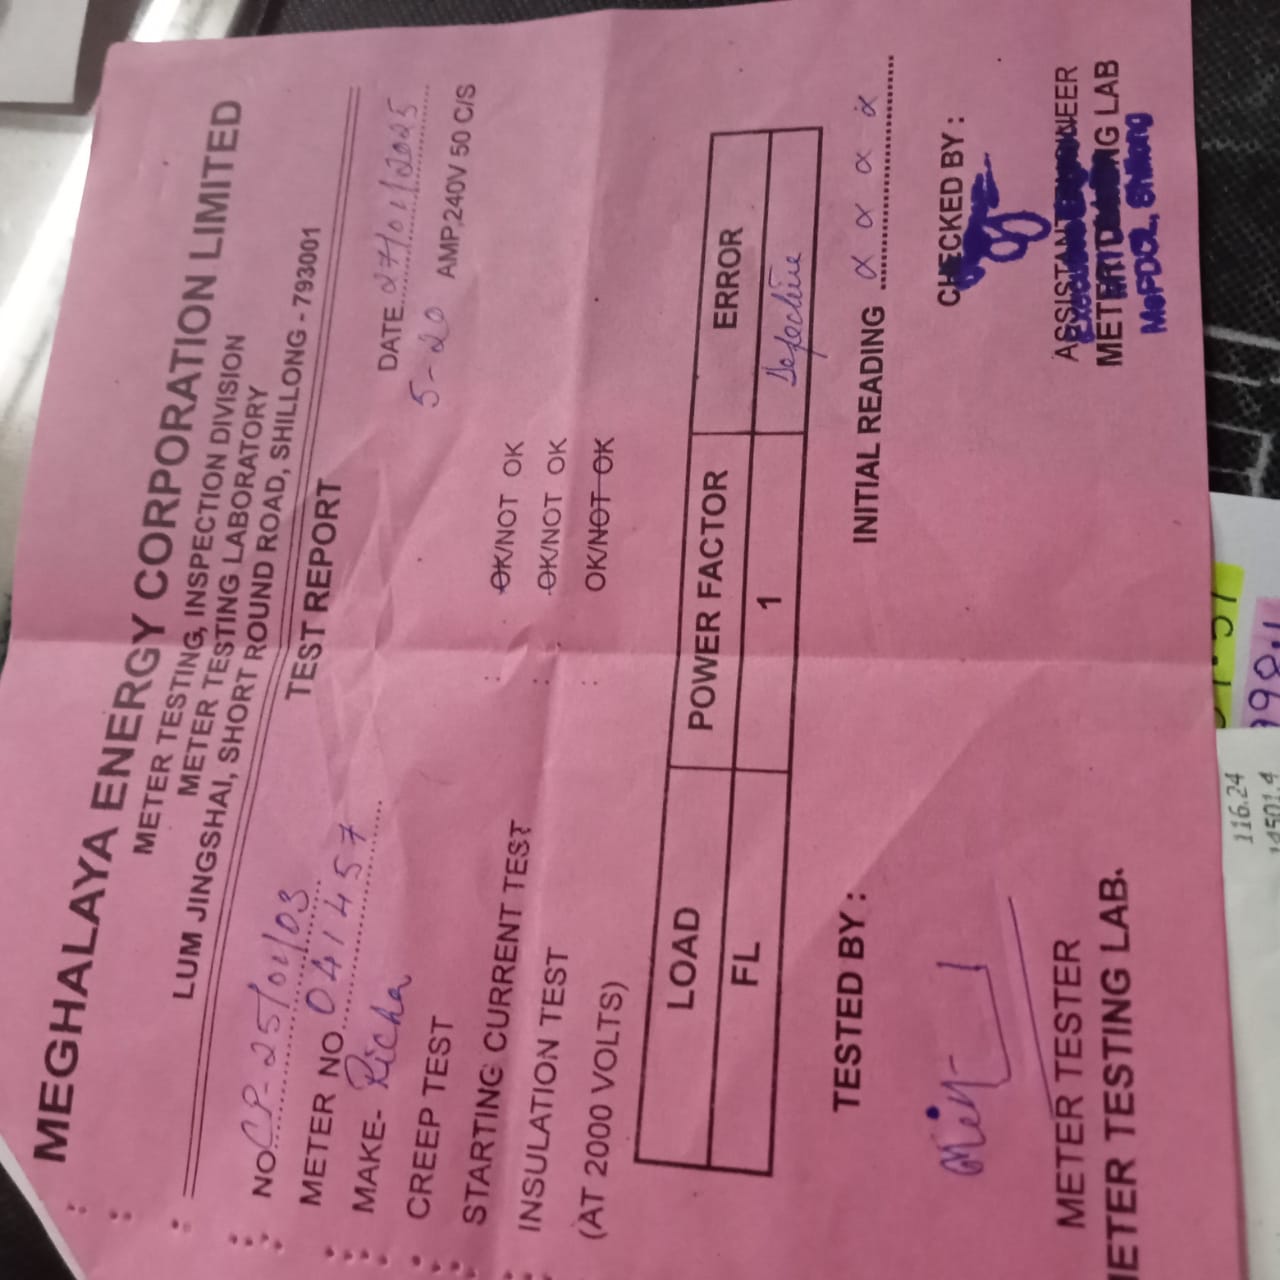 MEGHALAYA ENERGY CORPORATION LIMITED
METER TESTING, INSPECTION DIVISION
METER TESTING LABORATORY
LUM JINGSHAI, SHORT ROUND ROAD, SHILLONG - 793001
TEST REPORT
NO CP-25/01/03 DATE 27/01/2025
METER NO 041457 5-20 AMP,240V 50 C/S
MAKE- Richa
CREEP TEST : OK/NOT OK
STARTING CURRENT TEST : OK/NOT OK
INSULATION TEST : OK/NOT OK
(AT 2000 VOLTS)
LOAD POWER FACTOR ERROR
FL 1 Defective
INITIAL READING x x x x
TESTED BY : CHECKED BY :
METER TESTER ASSISTANT
METER TESTING LAB. LAB
MePDCL, Shillong
116.24